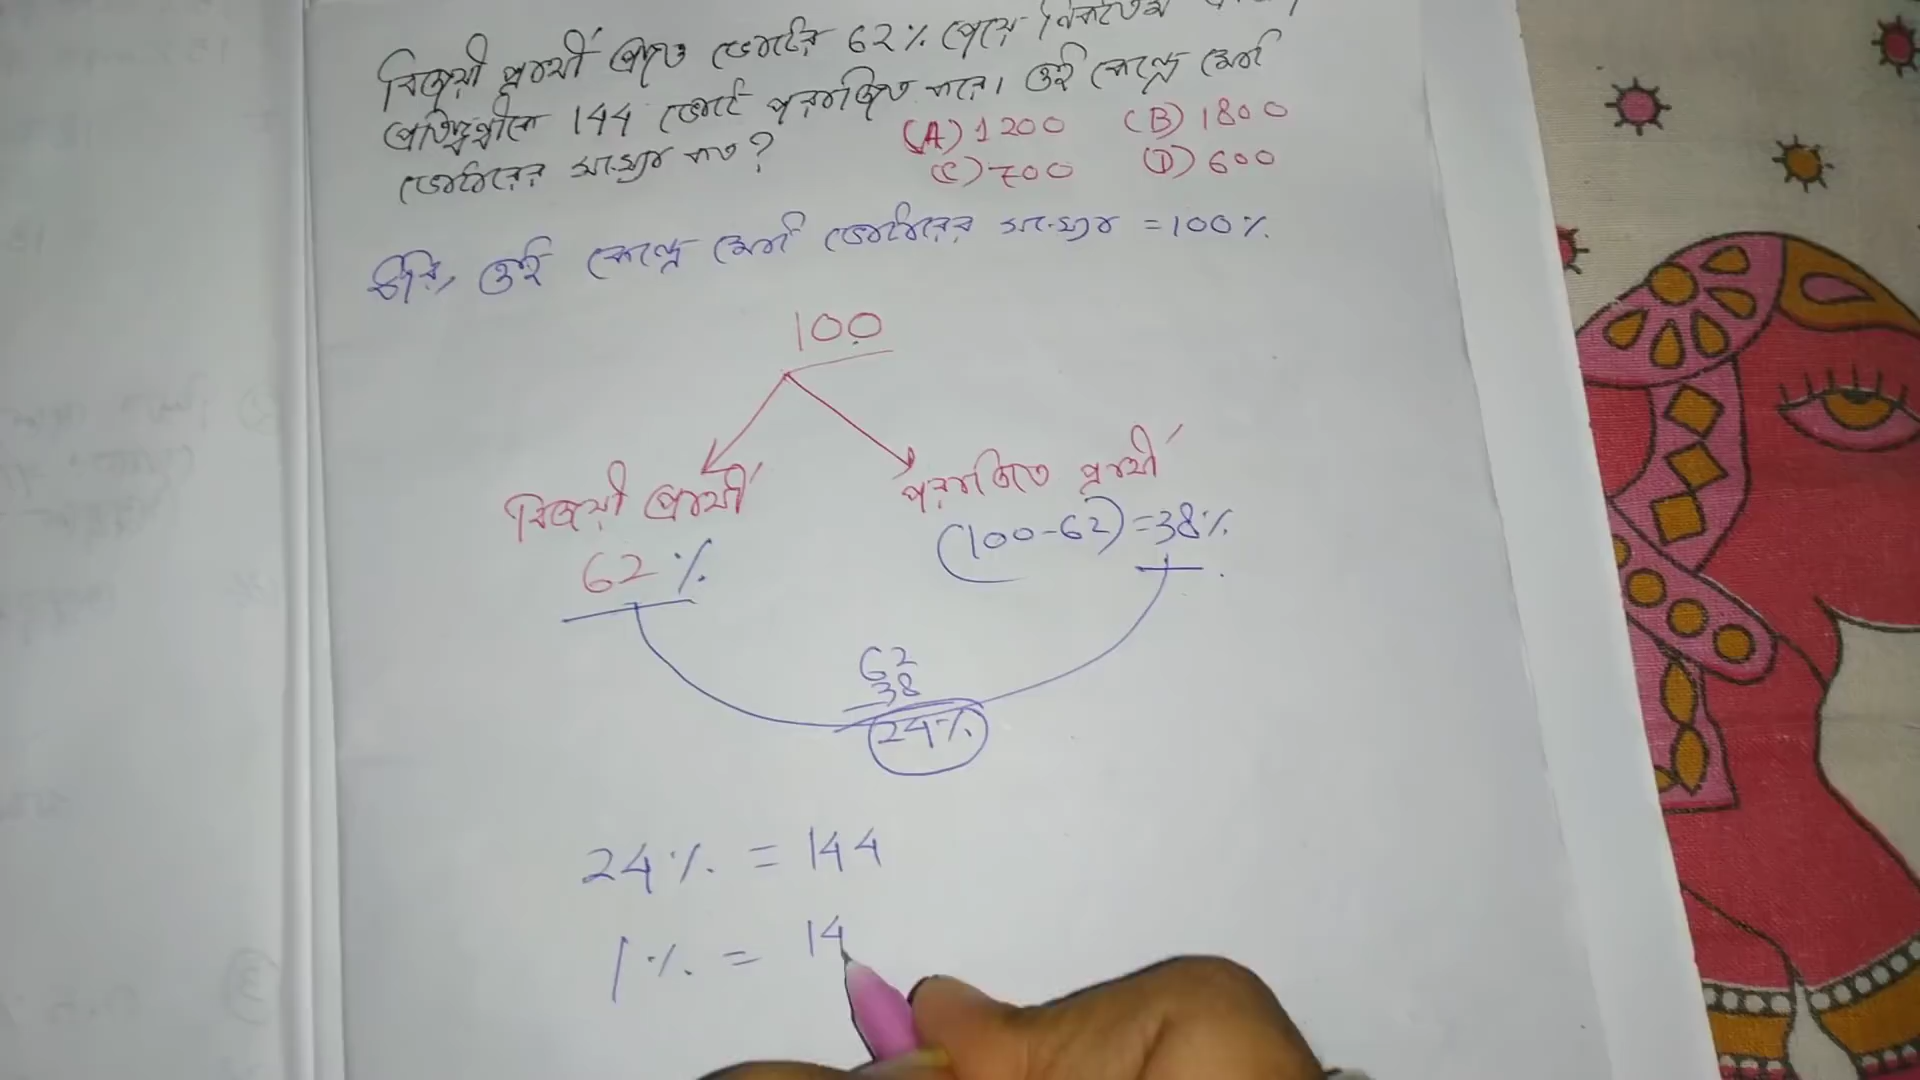 বিজয়ী প্রার্থী প্রদত্ত ভোটের 62% পেয়ে নিকটতম
প্রতিদ্বন্দ্বীকে 144 ভোটে পরাজিত করে। ওই কেন্দ্রে মোট
ভোটারের সংখ্যা কত?
(A) 1200 (B) 1800
(C) 700 (D) 600
ধরি, ওই কেন্দ্রে মোট ভোটারের সংখ্যা = 100%.
100
বিজয়ী প্রার্থী পরাজিত প্রার্থী
62% (100-62) = 38%
62
38
24%
24% = 144
1% = 14